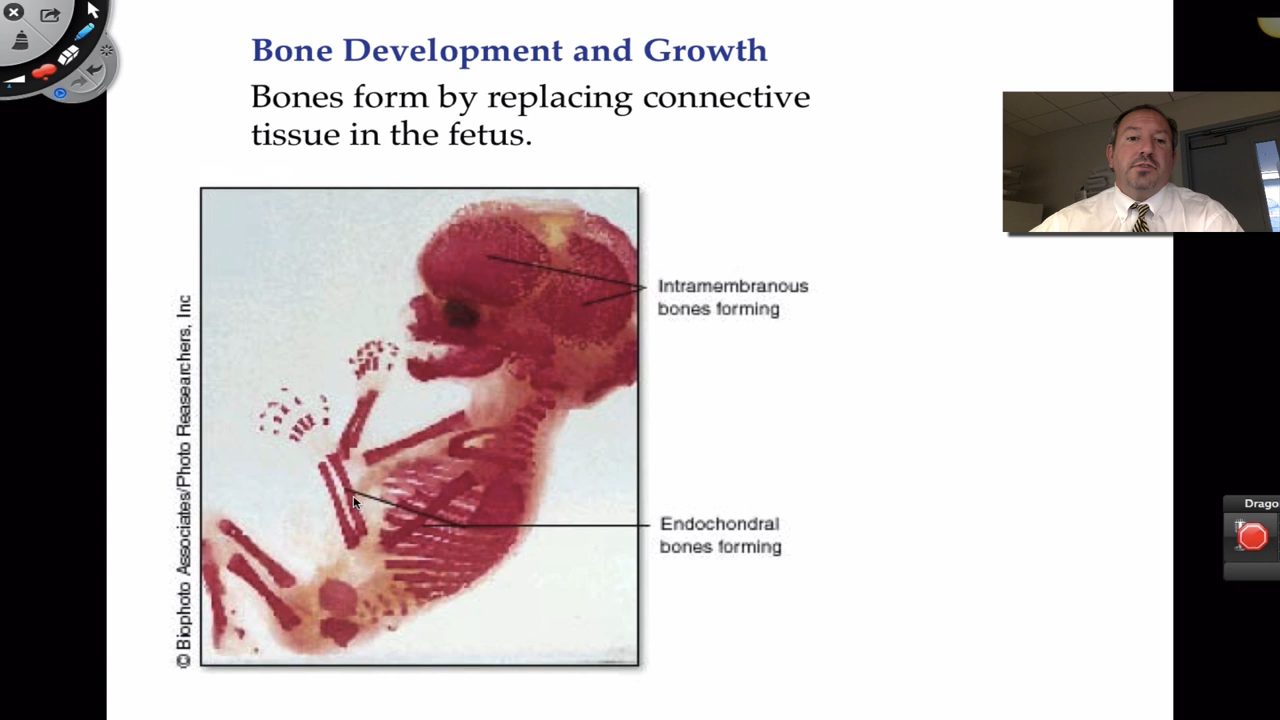 Bone Development and Growth
Bones form by replacing connective
tissue in the fetus.
Intramembranous
bones forming
Endochondral
bones forming
© Biophoto Associates/Photo Reasearchers, Inc
Drago